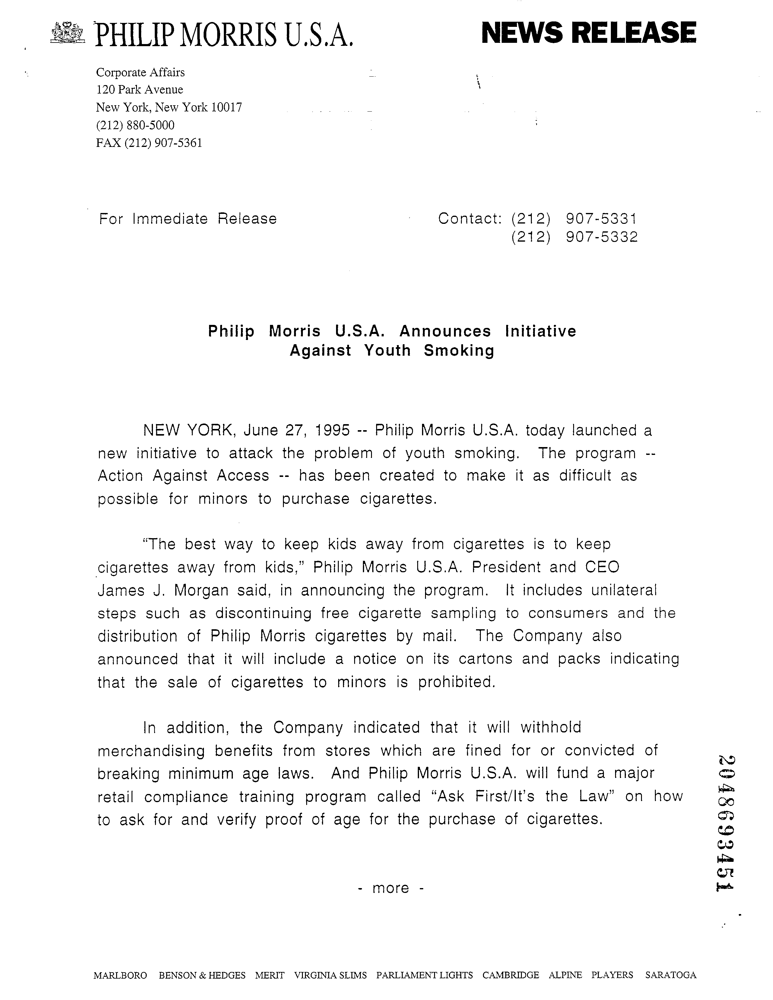 PHILIP MORRIS U.S.A.
NEWS RELEASE
Corporate Affairs
120 Park Avenue
New York, New York 10017
(212) 880-5000
FAX (212) 907-5361
For Immediate Release
Contact: (212) 907-5331
(212) 907-5332
Philip Morris U.S.A. Announces Initiative
Against Youth Smoking
NEW YORK, June 27, 1995 -- Philip Morris U.S.A. today launched a
new initiative to attack the problem of youth smoking. The program --
Action Against Access -- has been created to make it as difficult as
possible for minors to purchase cigarettes.
“The best way to keep kids away from cigarettes is to keep
cigarettes away from kids,” Philip Morris U.S.A. President and CEO
James J. Morgan said, in announcing the program. It includes unilateral
steps such as discontinuing free cigarette sampling to consumers and the
distribution of Philip Morris cigarettes by mail. The Company also
announced that it will include a notice on its cartons and packs indicating
that the sale of cigarettes to minors is prohibited.
In addition, the Company indicated that it will withhold
merchandising benefits from stores which are fined for or convicted of
breaking minimum age laws. And Philip Morris U.S.A. will fund a major
retail compliance training program called “Ask First/It's the Law” on how
to ask for and verify proof of age for the purchase of cigarettes.
- more -
2048693451
MARLBORO BENSON & HEDGES MERIT VIRGINIA SLIMS PARLIAMENT LIGHTS CAMBRIDGE ALPINE PLAYERS SARATOGA